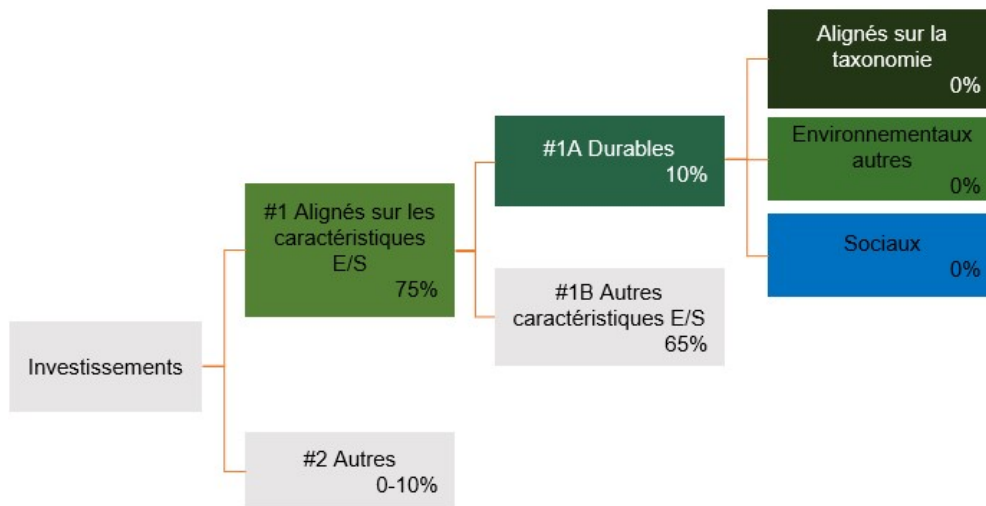 Investissements
#1 Alignés sur les
caractéristiques
E/S
75%
#2 Autres
0-10%
#1A Durables
10%
#1B Autres
caractéristiques E/S
65%
Alignés sur la
taxonomie
0%
Environnementaux
autres
0%
Sociaux
0%